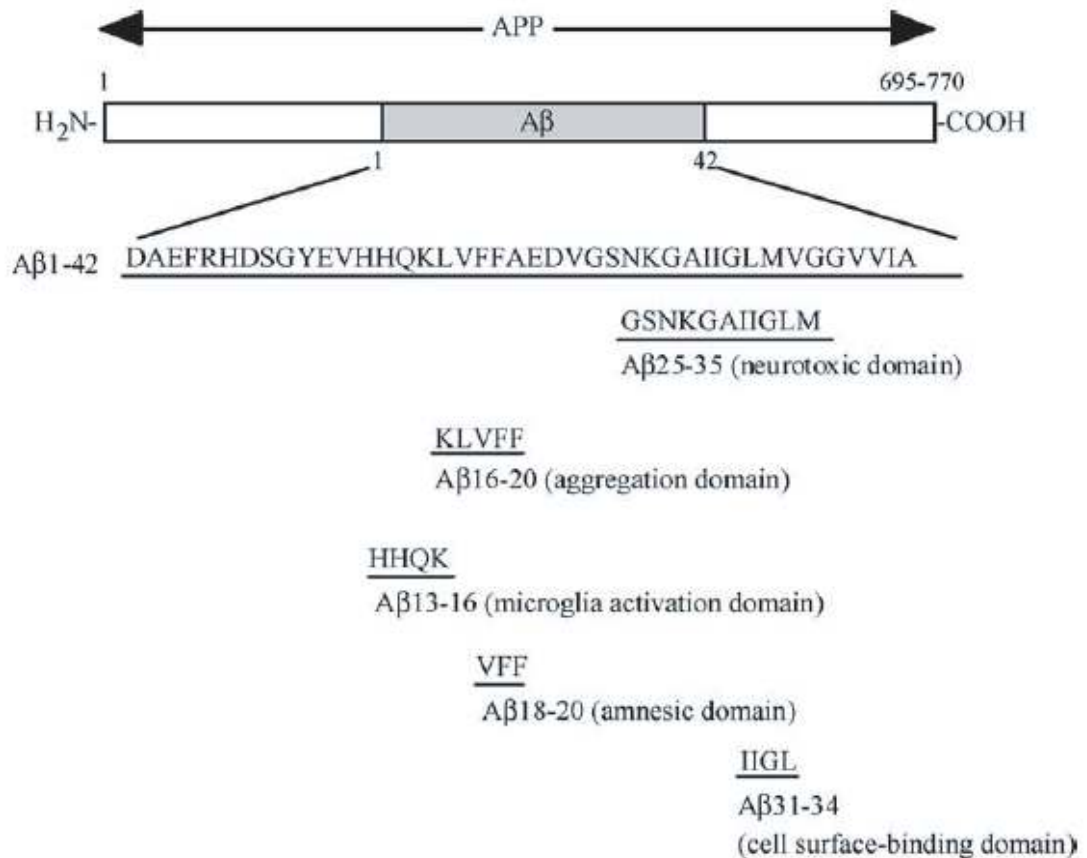 APP
1 695-770
H₂N- Aβ -COOH
1 42
Aβ1-42 DAEFRHDSGYEVHHQKLVFFAEDVGSNKGAIIGLMVGGVVIA
GSNKGAIIGLM
Aβ25-35 (neurotoxic domain)
KLVFF
Aβ16-20 (aggregation domain)
HHQK
Aβ13-16 (microglia activation domain)
VFF
Aβ18-20 (amnesic domain)
IIGL
Aβ31-34
(cell surface-binding domain)